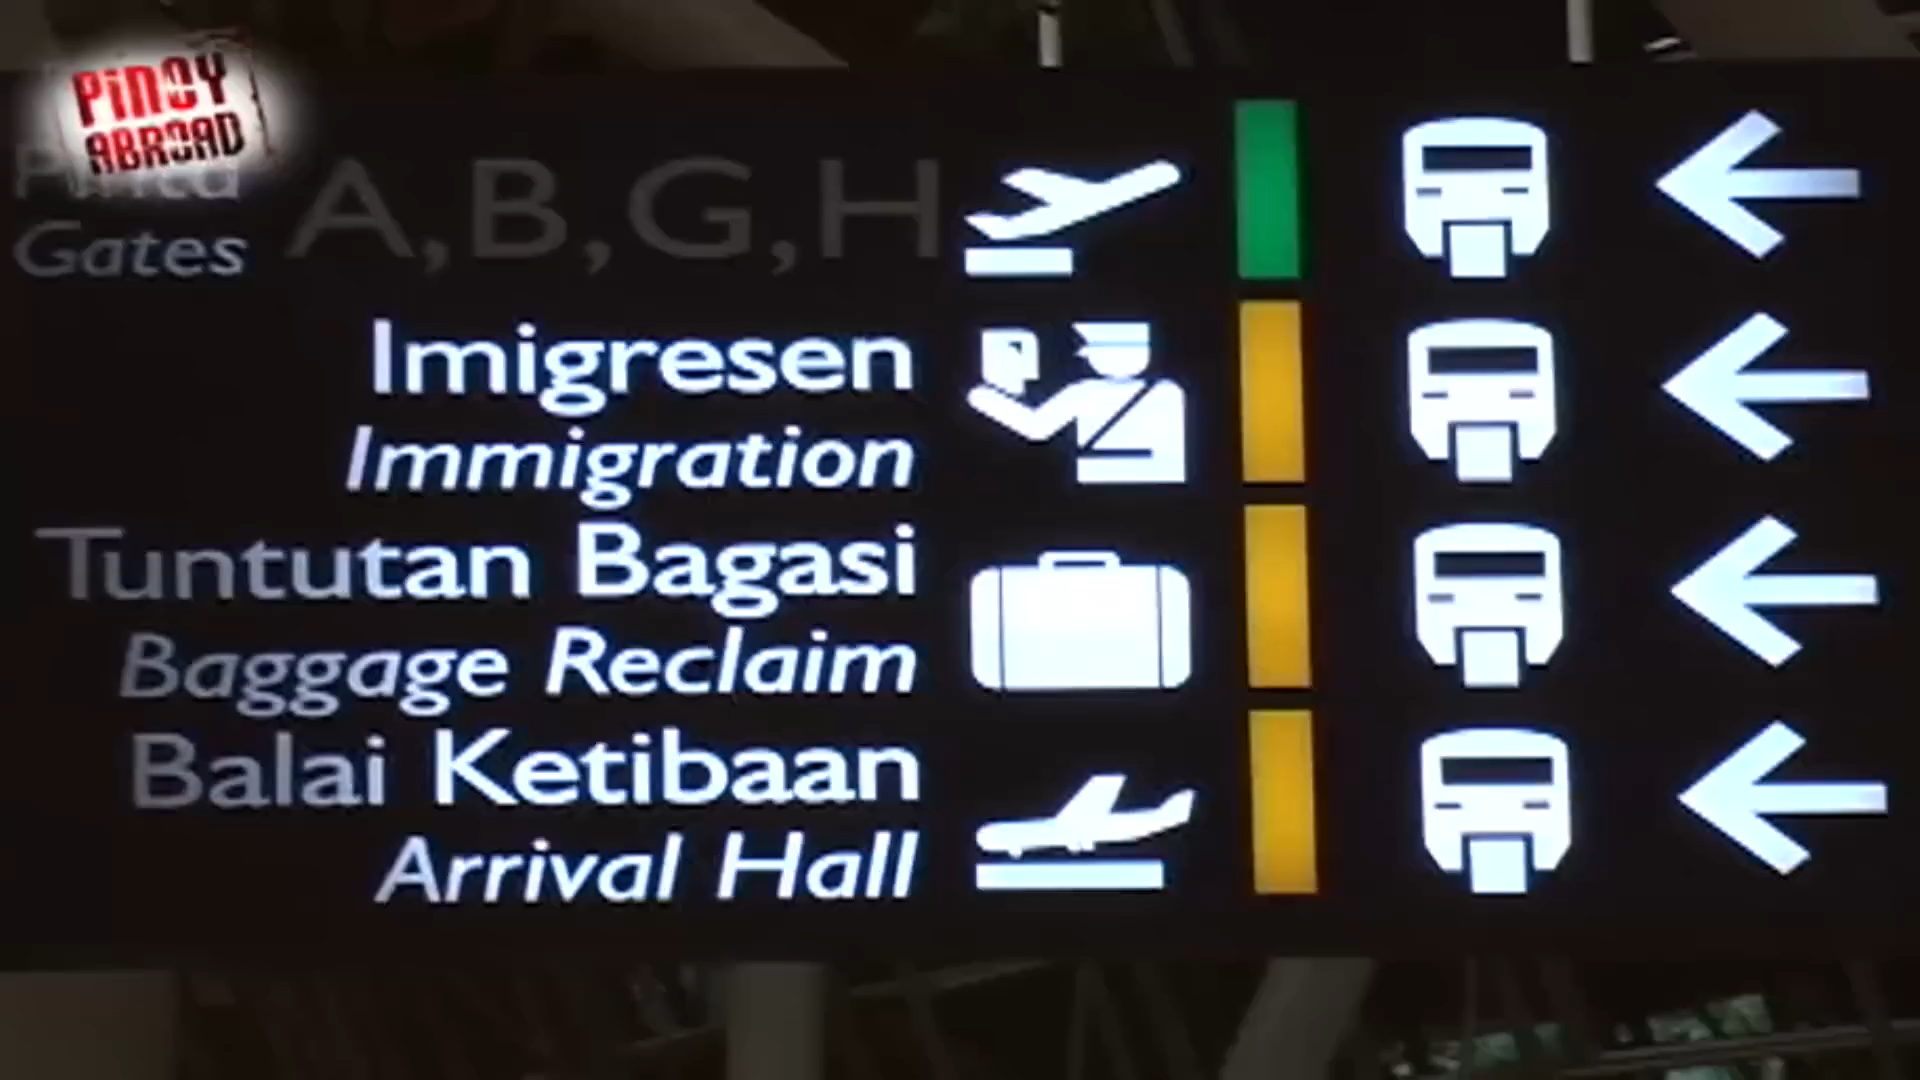 PINOY
ABROAD
Gates A,B,G,H
Imigresen
Immigration
Tuntutan Bagasi
Baggage Reclaim
Balai Ketibaan
Arrival Hall